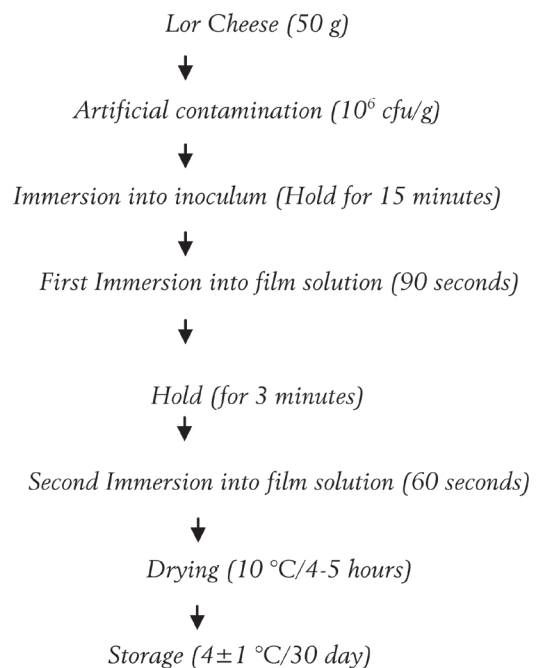 Lor Cheese (50 g)
Artificial contamination (10⁶ cfu/g)
Immersion into inoculum (Hold for 15 minutes)
First Immersion into film solution (90 seconds)
Hold (for 3 minutes)
Second Immersion into film solution (60 seconds)
Drying (10 °C/4-5 hours)
Storage (4±1 °C/30 day)